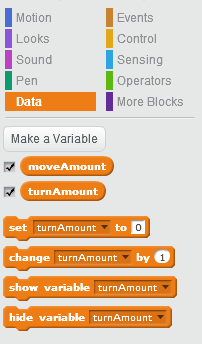 Motion Events
Looks Control
Sound Sensing
Pen Operators
Data More Blocks
Make a Variable
moveAmount
turnAmount
set turnAmount to 0
change turnAmount by 1
show variable turnAmount
hide variable turnAmount